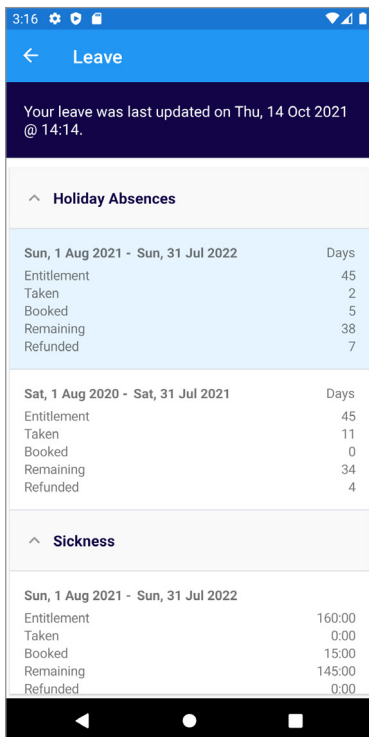 3:16
Leave
Your leave was last updated on Thu, 14 Oct 2021
@ 14:14.
Holiday Absences
Sun, 1 Aug 2021 - Sun, 31 Jul 2022 Days
Entitlement 45
Taken 2
Booked 5
Remaining 38
Refunded 7
Sat, 1 Aug 2020 - Sat, 31 Jul 2021 Days
Entitlement 45
Taken 11
Booked 0
Remaining 34
Refunded 4
Sickness
Sun, 1 Aug 2021 - Sun, 31 Jul 2022
Entitlement 160:00
Taken 0:00
Booked 15:00
Remaining 145:00
Refunded 0:00